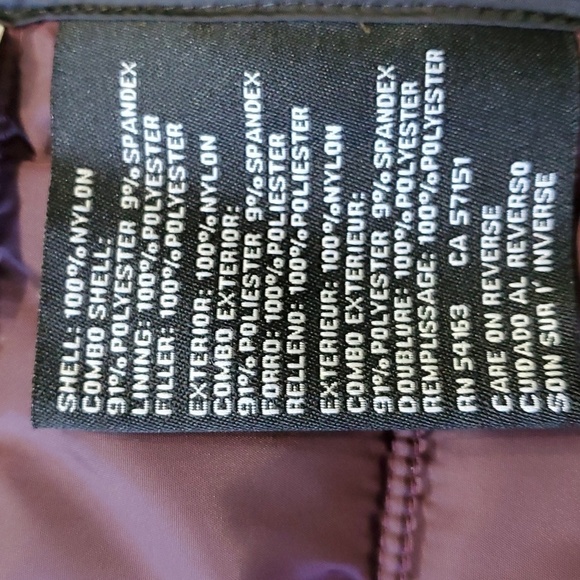 SHELL: 100% NYLON
COMBO SHELL:
91% POLYESTER 9% SPANDEX
LINING: 100% POLYESTER
FILLER: 100% POLYESTER
EXTERIOR: 100% NYLON
COMBO EXTERIOR:
91% POLIESTER 9% SPANDEX
FORRO: 100% POLIESTER
RELLENO: 100% POLIESTER
EXTERIEUR: 100% NYLON
COMBO EXTERIEUR:
91% POLYESTER 9% SPANDEX
DOUBLURE: 100% POLYESTER
REMPLISSAGE: 100% POLYESTER
RN 54163 CA 57151
CARE ON REVERSE
CUIDADO AL REVERSO
SOIN SUR 1' INVERSE